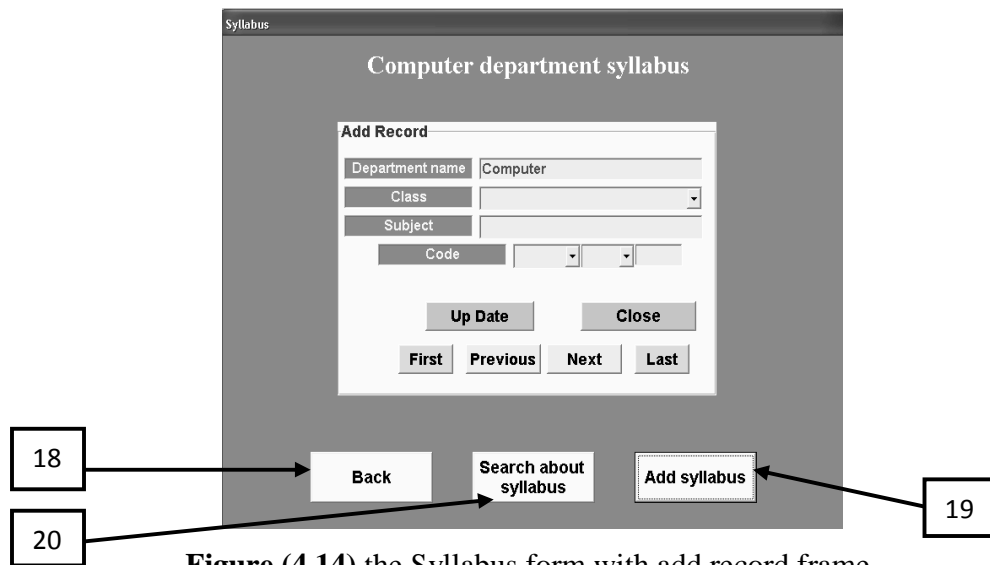 Syllabus
Computer department syllabus
Add Record
Department name Computer
Class
Subject
Code
Up Date Close
First Previous Next Last
18
Back
Search about
syllabus
Add syllabus
19
20
Figure (4.14) the Syllabus form with add record frame